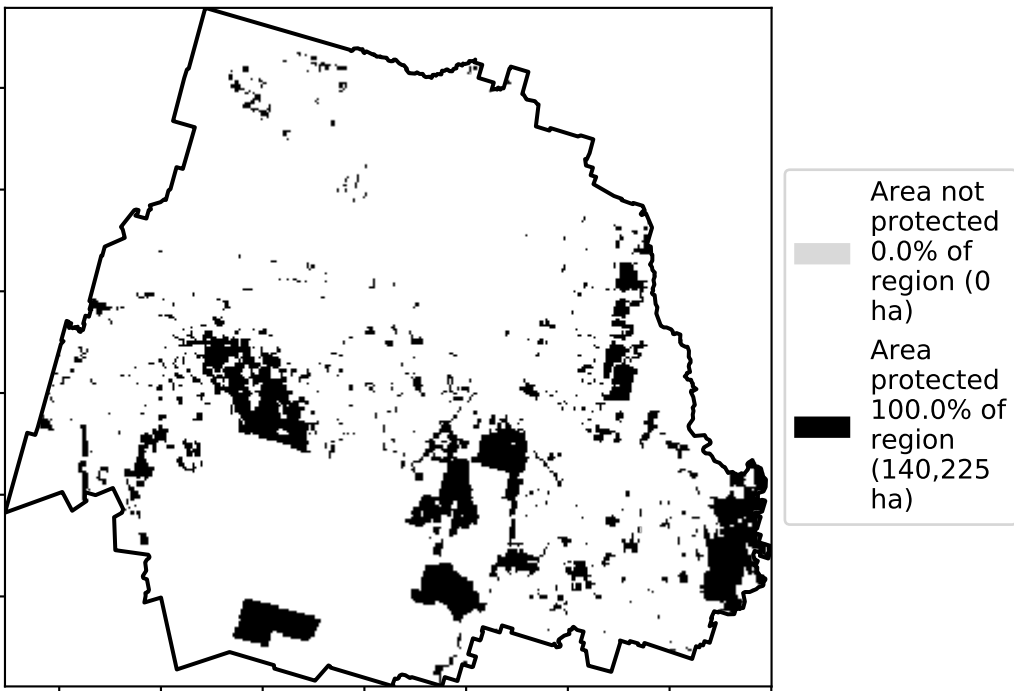 Area not
protected
0.0% of
region (0
ha)
Area
protected
100.0% of
region
(140,225
ha)